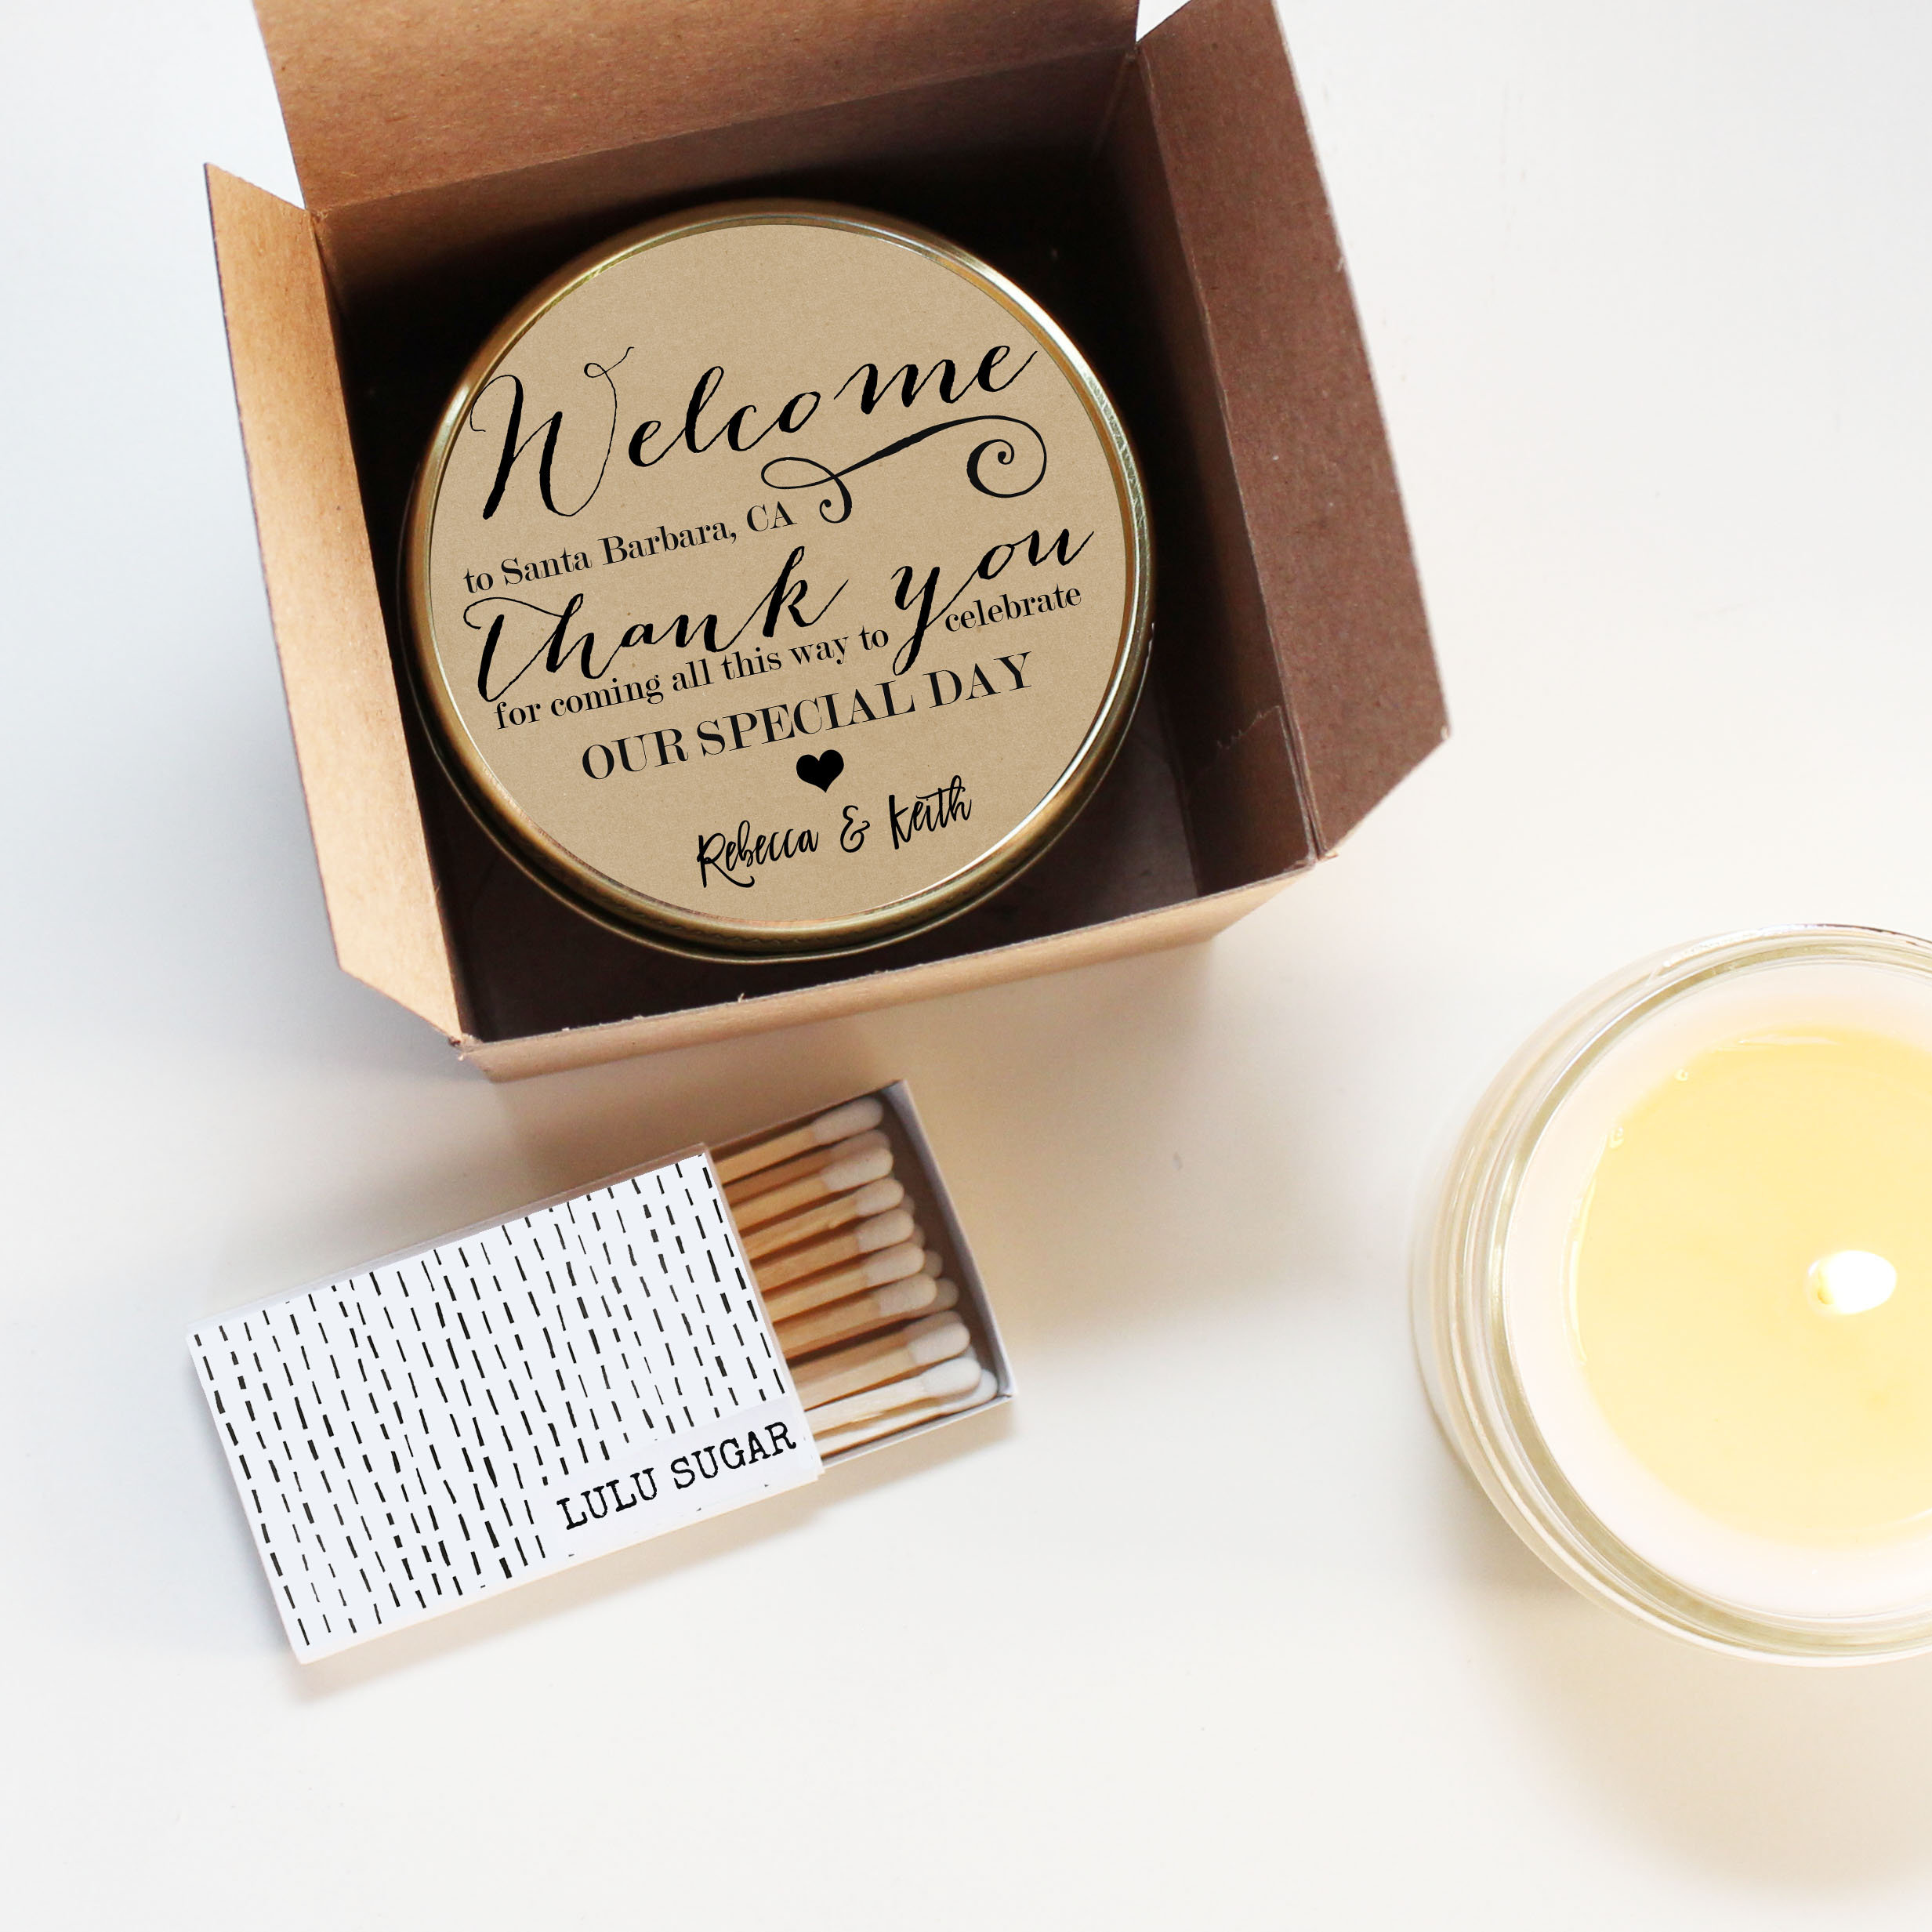 Welcome
to Santa Barbara, CA
Thank you
for coming all this way to celebrate
OUR SPECIAL DAY
Rebecca & Keith
LULU SUGAR